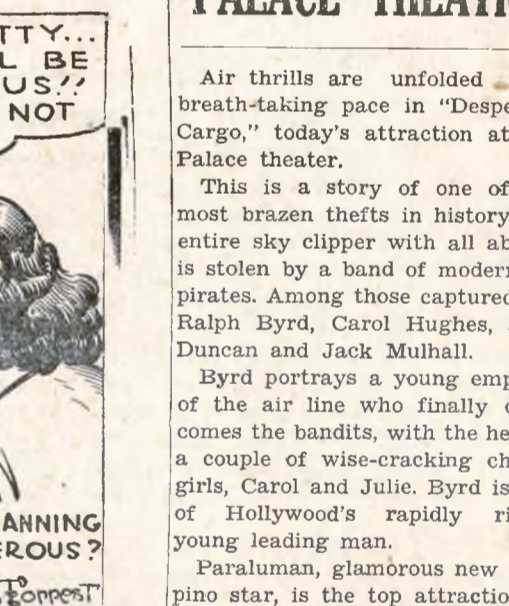 TTY...
L BE
US!!
NOT
ANNING
EROUS?
PALACE THEATR
Air thrills are unfolded
breath-taking pace in "Despe
Cargo," today's attraction at
Palace theater.
This is a story of one of
most brazen thefts in history
entire sky clipper with all ab
is stolen by a band of modern
pirates. Among those captured
Ralph Byrd, Carol Hughes,
Duncan and Jack Mulhall.
Byrd portrays a young emp
of the air line who finally
comes the bandits, with the he
a couple of wise-cracking ch
girls, Carol and Julie. Byrd is
of Hollywood's rapidly ri
young leading man.
Paraluman, glamorous new
pino star, is the top attractio